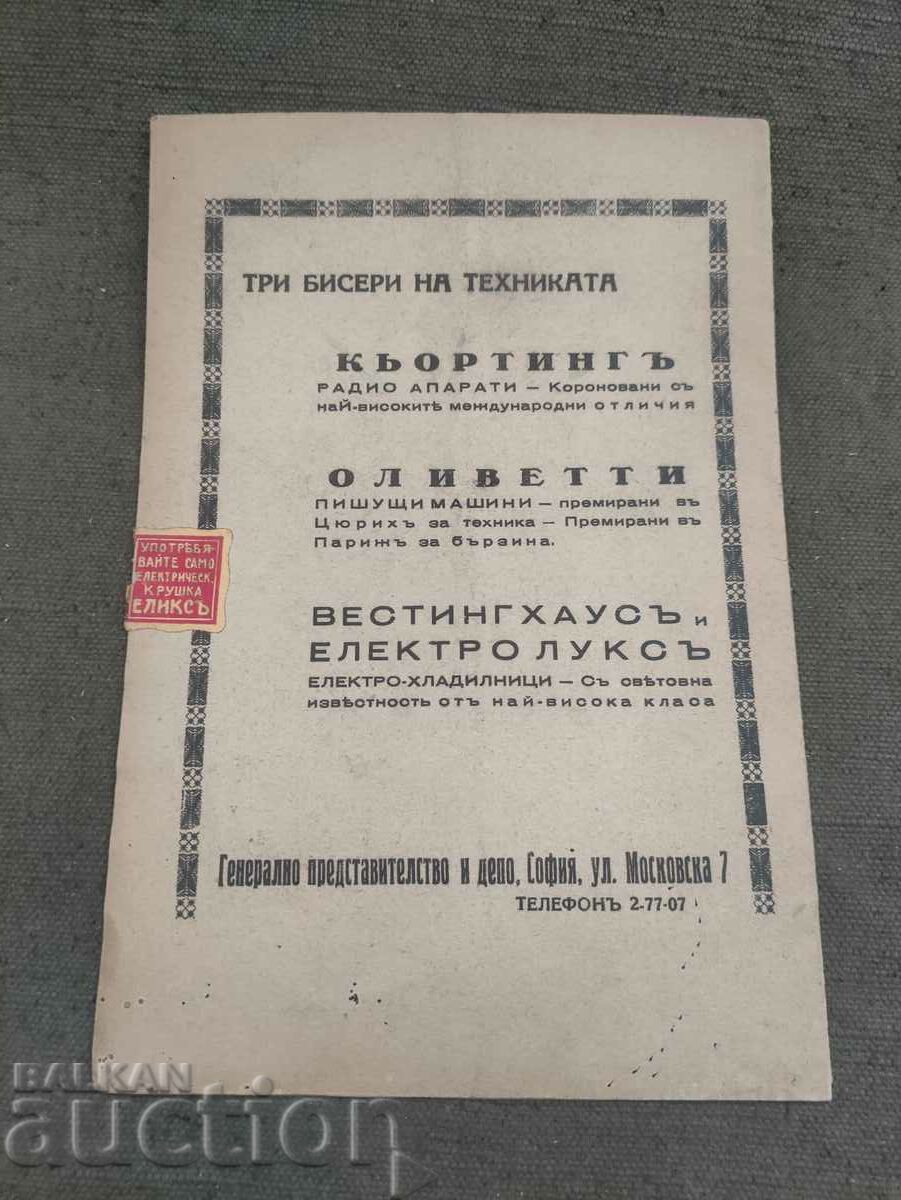 ТРИ БИСЕРИ НА ТЕХНИКАТА
КЬОРТИНГЪ
РАДИО АПАРАТИ — Короновани съ
най-високитѣ международни отличия
ОЛИВЕТТИ
ПИШУЩИ МАШИНИ — премирани въ
Цюрихъ за техника — Премирани въ
Парижъ за бързина.
УПОТРѢБЯ-
ВАЙТЕ САМО
ЕЛЕКТРИЧЕСК.
КРУШКА
ЕЛИКСЪ
ВЕСТИНГХАУСЪ и
ЕЛЕКТРОЛУКСЪ
ЕЛЕКТРО-ХЛАДИЛНИЦИ — Съ свѣтовна
извѣстность отъ най-висока класа
Генерално представителство и депо, София, ул. Московска 7
ТЕЛЕФОНЪ 2-77-07
BALKAN
auction